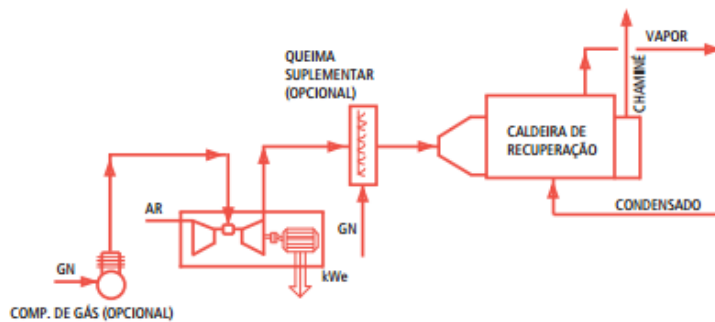 QUEIMA
SUPLEMENTAR
(OPCIONAL)
VAPOR
CHAMINÉ
CALDEIRA DE
RECUPERAÇÃO
CONDENSADO
AR
GN
kWe
GN
COMP. DE GÁS (OPCIONAL)